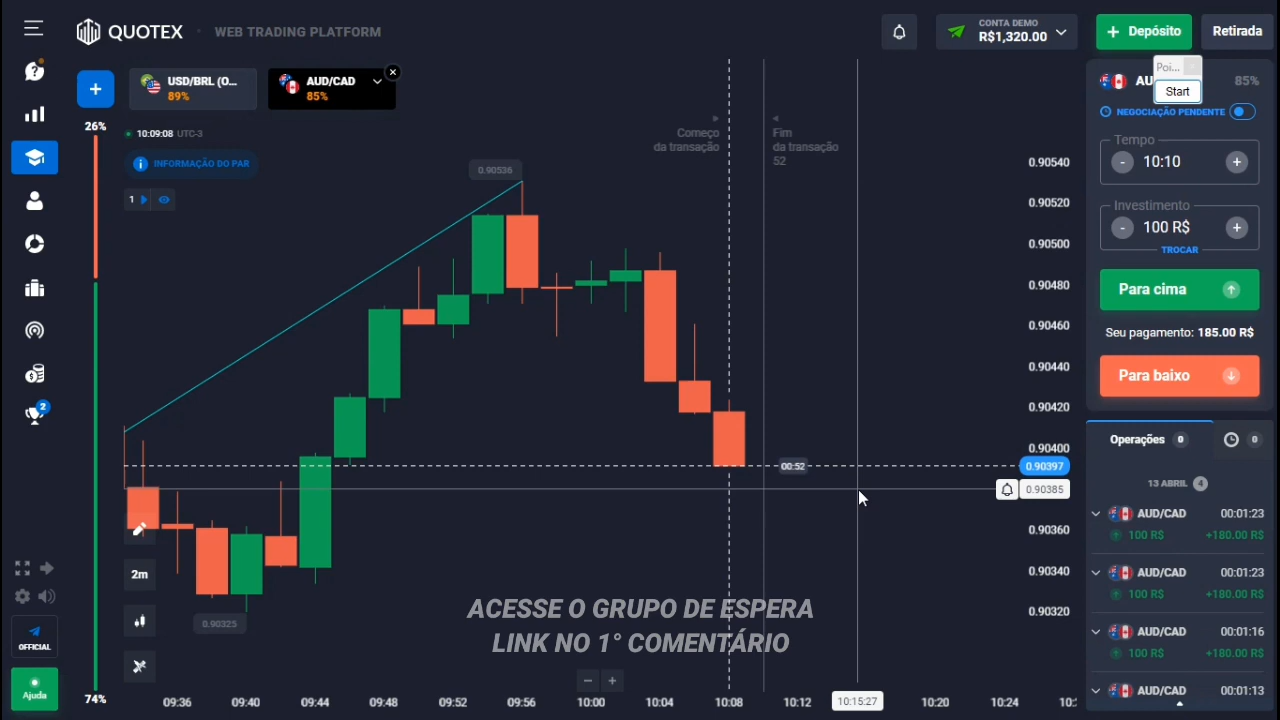 QUOTEX
WEB TRADING PLATFORM
CONTA DEMO
R$1,320.00
+ Depósito
Retirada
USD/BRL (O...
89%
AUD/CAD
85%
Poi...
Start
AU
85%
NEGOCIAÇÃO PENDENTE
26%
10:09:08 UTC-3
INFORMAÇÃO DO PAR
1
Começo
da transação
Fim
da transação
52
Tempo
- 10:10 +
Investimento
- 100 R$ +
TROCAR
Para cima
Seu pagamento: 185.00 R$
Para baixo
0.90536
0.90540
0.90520
0.90500
0.90480
0.90460
0.90440
0.90420
0.90400
00:52
0.90397
0.90385
0.90360
0.90340
0.90320
0.90325
2
2m
Operações 0
0
13 ABRIL 4
AUD/CAD 00:01:23
100 R$ +180.00 R$
AUD/CAD 00:01:23
100 R$ +180.00 R$
AUD/CAD 00:01:16
100 R$ +180.00 R$
AUD/CAD 00:01:13
ACESSE O GRUPO DE ESPERA
LINK NO 1° COMENTÁRIO
OFFICIAL
Ajuda
74%
09:36 09:40 09:44 09:48 09:52 09:56 10:00 10:04 10:08 10:12 10:15:27 10:20 10:24 10: